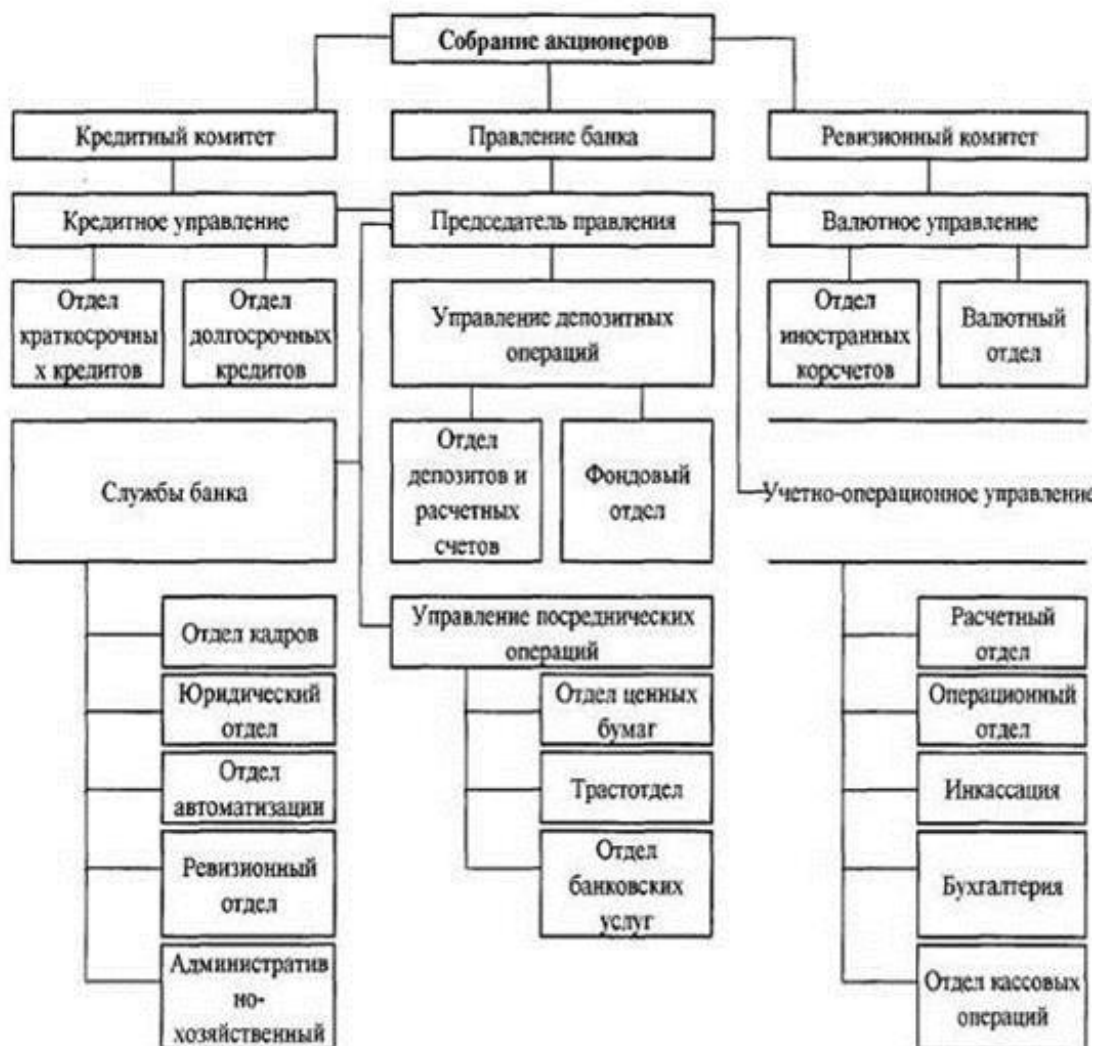 Собрание акционеров
Кредитный комитет
Правление банка
Ревизионный комитет
Кредитное управление
Председатель правления
Валютное управление
Отдел
краткосрочны
х кредитов
Отдел
долгосрочных
кредитов
Управление депозитных
операций
Отдел
иностранных
корсчетов
Валютный
отдел
Службы банка
Отдел
депозитов и
расчетных
счетов
Фондовый
отдел
Учетно-операционное управление
Отдел кадров
Юридический
отдел
Отдел
автоматизации
Ревизионный
отдел
Административ
но-
хозяйственный
Управление посреднических
операций
Отдел ценных
бумаг
Трастотдел
Отдел
банковских
услуг
Расчетный
отдел
Операционный
отдел
Инкассация
Бухгалтерия
Отдел кассовых
операций